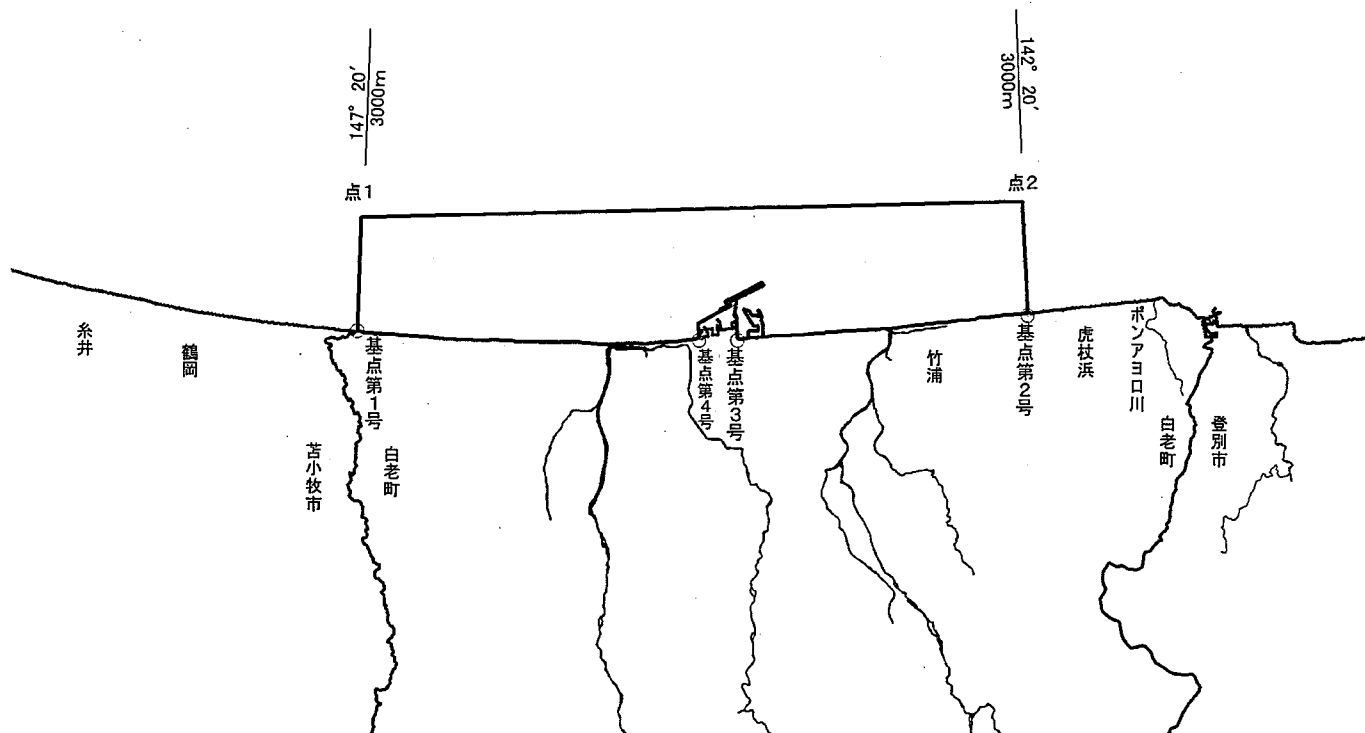 147° 20′
3000m
142° 20′
3000m
点1
点2
糸井
鶴岡
基点第1号
基点第4号
基点第3号
竹浦
基点第2号
虎杖浜
ポンアヨロ川
苫小牧市
白老町
白老町
登別市